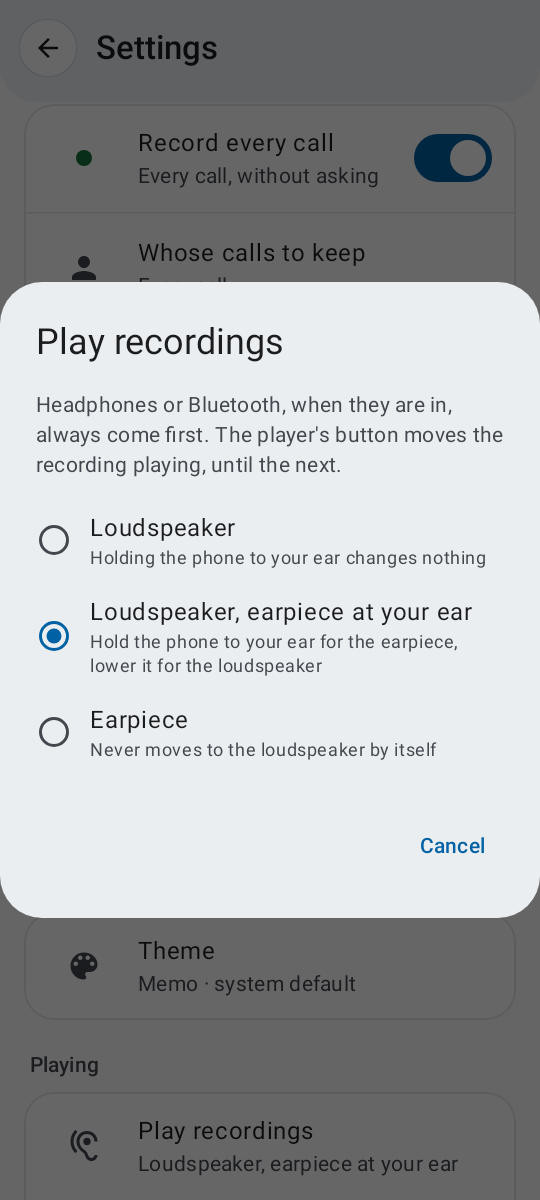 Settings
Record every call
Every call, without asking
Whose calls to keep
Play recordings
Headphones or Bluetooth, when they are in,
always come first. The player's button moves the
recording playing, until the next.
Loudspeaker
Holding the phone to your ear changes nothing
Loudspeaker, earpiece at your ear
Hold the phone to your ear for the earpiece,
lower it for the loudspeaker
Earpiece
Never moves to the loudspeaker by itself
Cancel
Theme
Memo · system default
Playing
Play recordings
Loudspeaker, earpiece at your ear